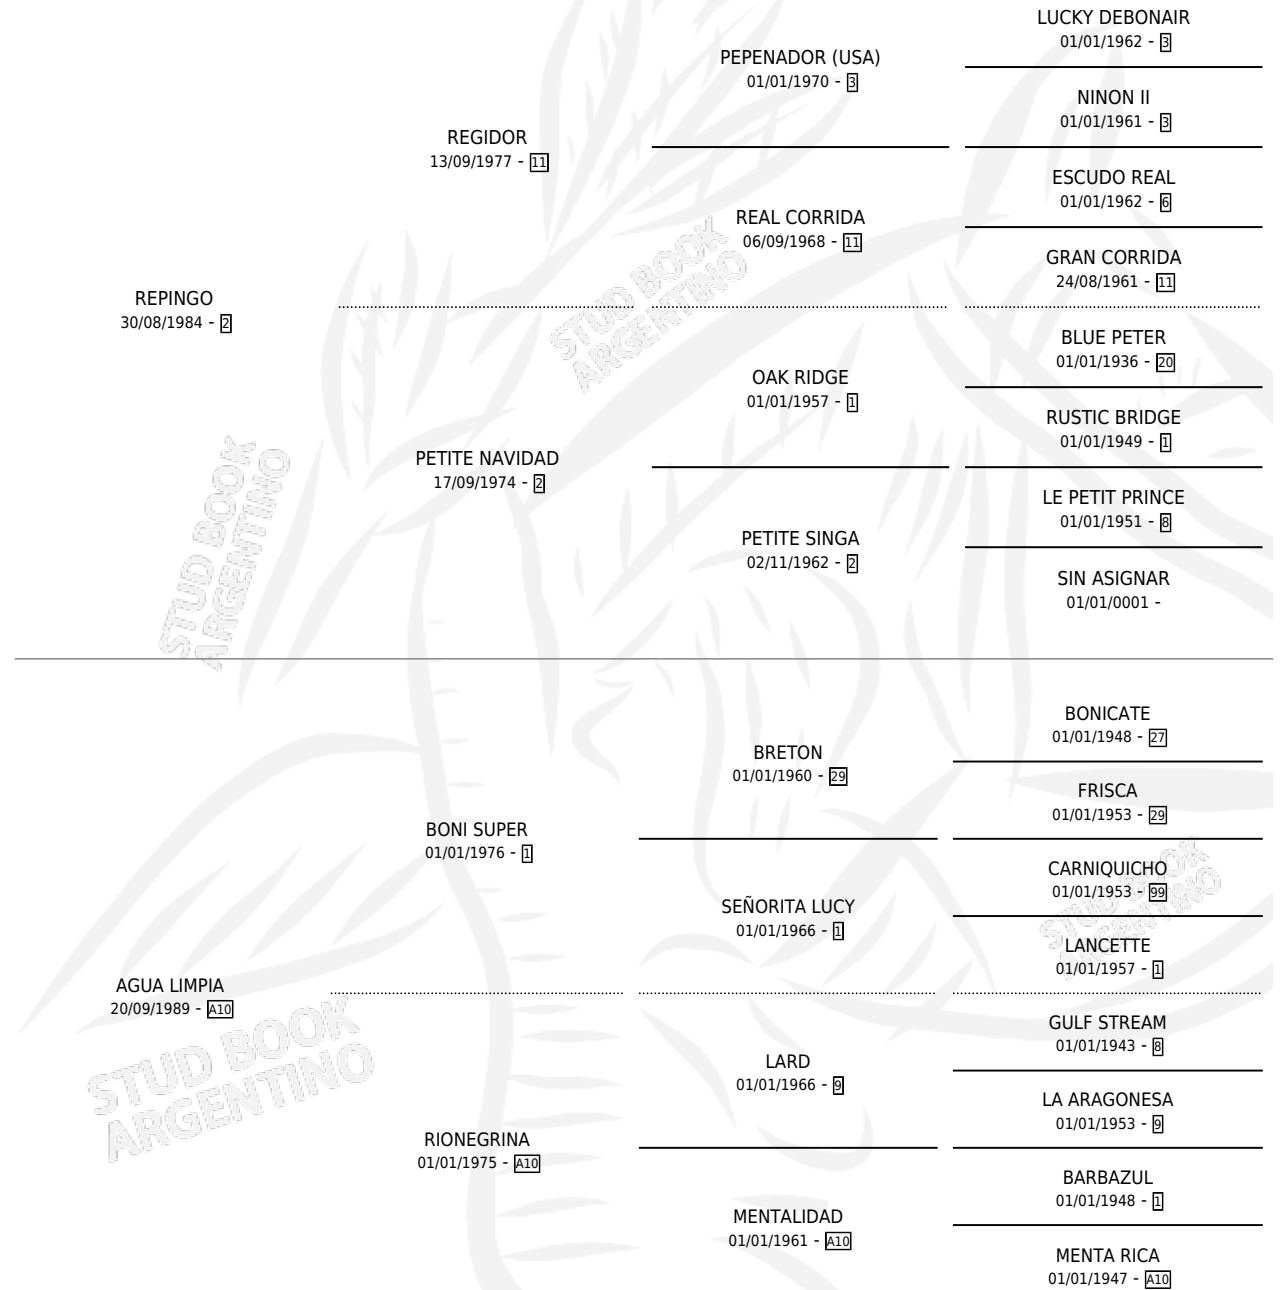 LUCKY DEBONAIR
01/01/1962 - 3
PEPENADOR (USA)
01/01/1970 - 3
NINON II
01/01/1961 - 3
REGIDOR
13/09/1977 - 11
ESCUDO REAL
01/01/1962 - 6
REAL CORRIDA
06/09/1968 - 11
GRAN CORRIDA
24/08/1961 - 11
REPINGO
30/08/1984 - 2
STUD BOOK
ARGENTINO
BLUE PETER
01/01/1936 - 20
OAK RIDGE
01/01/1957 - 1
RUSTIC BRIDGE
01/01/1949 - 1
PETITE NAVIDAD
17/09/1974 - 2
LE PETIT PRINCE
01/01/1951 - 8
PETITE SINGA
02/11/1962 - 2
SIN ASIGNAR
01/01/0001 -
STUD BOOK
ARGENTINO
BONICATE
01/01/1948 - 27
BRETON
01/01/1960 - 29
FRISCA
01/01/1953 - 29
BONI SUPER
01/01/1976 - 1
CARNIQUICHO
01/01/1953 - 99
SEÑORITA LUCY
01/01/1966 - 1
STUD BOOK
ARGENTINO
LANCETTE
01/01/1957 - 1
AGUA LIMPIA
20/09/1989 - A10
STUD BOOK
ARGENTINO
GULF STREAM
01/01/1943 - 8
LARD
01/01/1966 - 9
LA ARAGONESA
01/01/1953 - 9
RIONEGRINA
01/01/1975 - A10
BARBAZUL
01/01/1948 - 1
MENTALIDAD
01/01/1961 - A10
MENTA RICA
01/01/1947 - A10